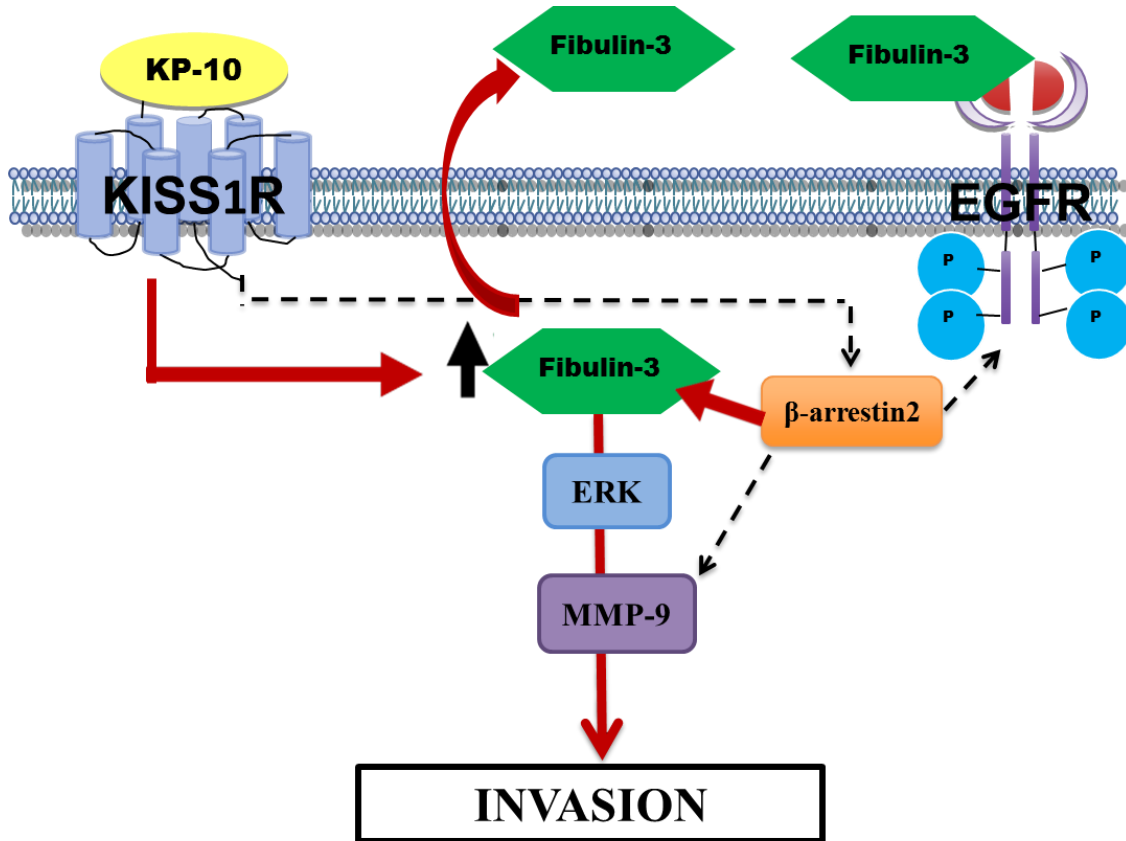 Fibulin-3
Fibulin-3
KP-10
KISS1R
EGFR
P
P
P
P
Fibulin-3
β-arrestin2
ERK
MMP-9
INVASION